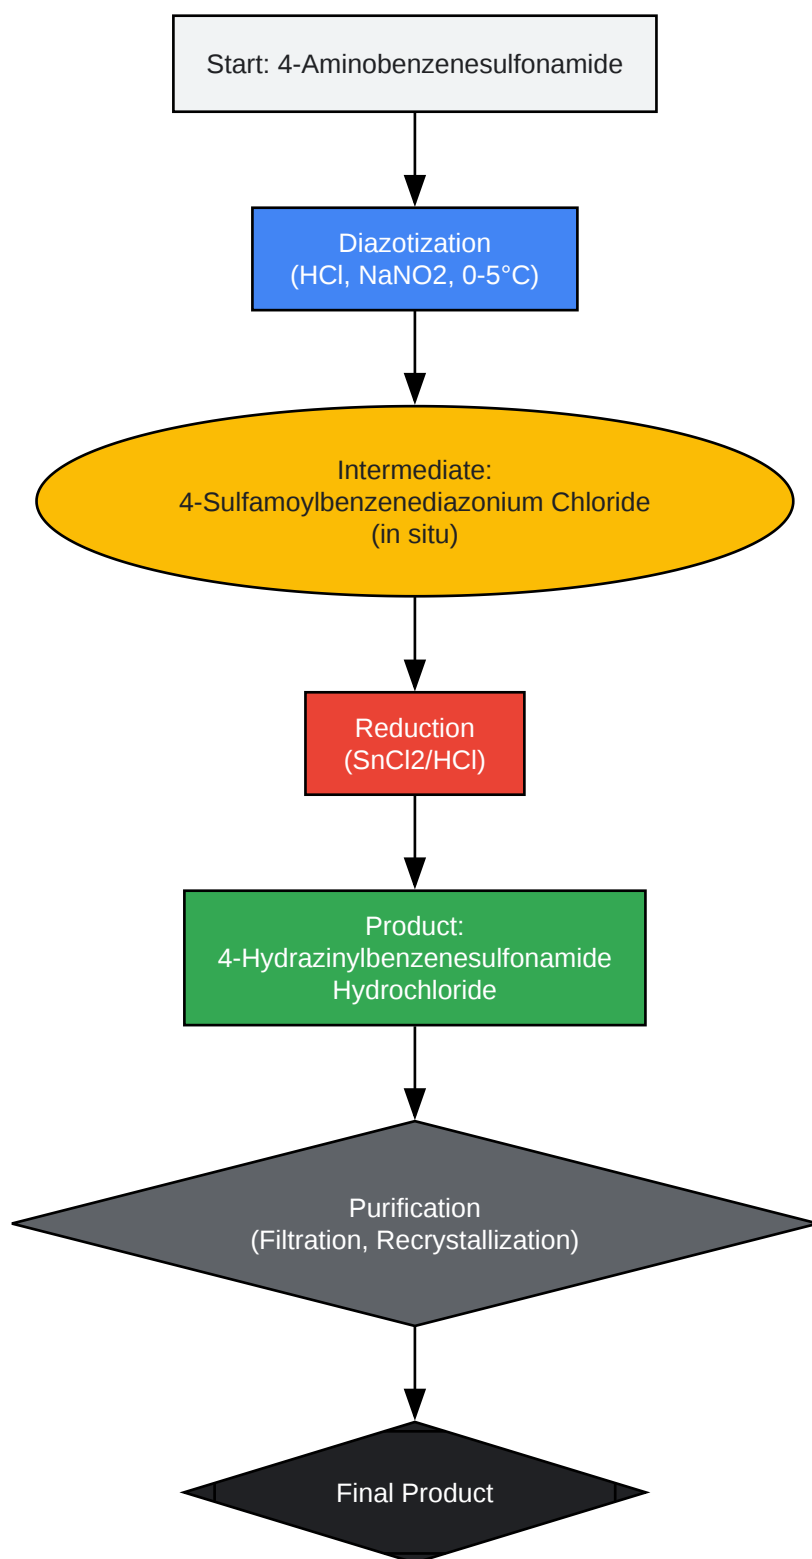 Start: 4-Aminobenzenesulfonamide
Diazotization
(HCl, NaNO2, 0-5°C)
Intermediate:
4-Sulfamoylbenzenediazonium Chloride
(in situ)
Reduction
(SnCl2/HCl)
Product:
4-Hydrazinylbenzenesulfonamide
Hydrochloride
Purification
(Filtration, Recrystallization)
Final Product